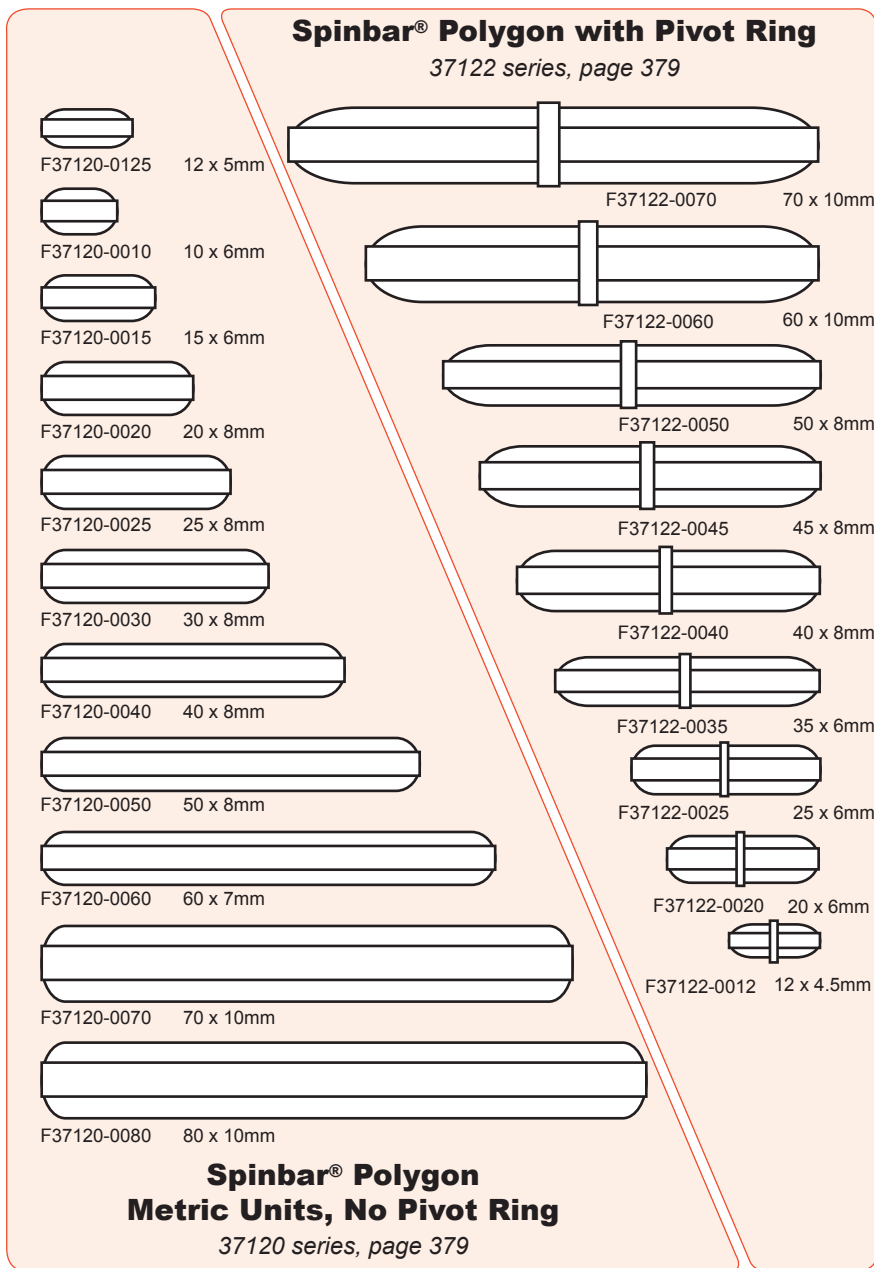 Spinbar® Polygon with Pivot Ring
37122 series, page 379
F37122-0070 70 x 10mm
F37122-0060 60 x 10mm
F37122-0050 50 x 8mm
F37122-0045 45 x 8mm
F37122-0040 40 x 8mm
F37122-0035 35 x 6mm
F37122-0025 25 x 6mm
F37122-0020 20 x 6mm
F37122-0012 12 x 4.5mm
F37120-0125 12 x 5mm
F37120-0010 10 x 6mm
F37120-0015 15 x 6mm
F37120-0020 20 x 8mm
F37120-0025 25 x 8mm
F37120-0030 30 x 8mm
F37120-0040 40 x 8mm
F37120-0050 50 x 8mm
F37120-0060 60 x 7mm
F37120-0070 70 x 10mm
F37120-0080 80 x 10mm
Spinbar® Polygon
Metric Units, No Pivot Ring
37120 series, page 379